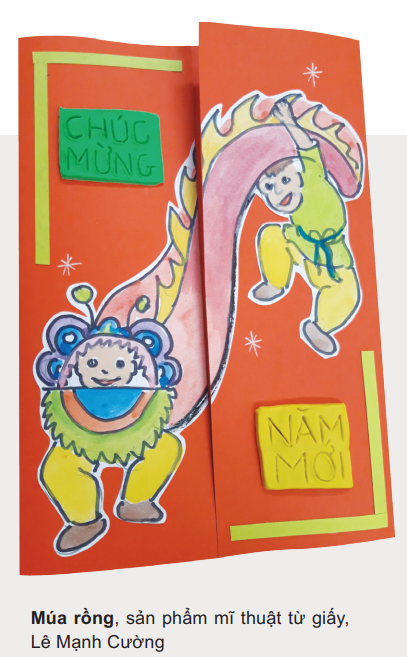 CHÚC
MỪNG
NĂM
MỚI
Múa rồng, sản phẩm mĩ thuật từ giấy,
Lê Mạnh Cường